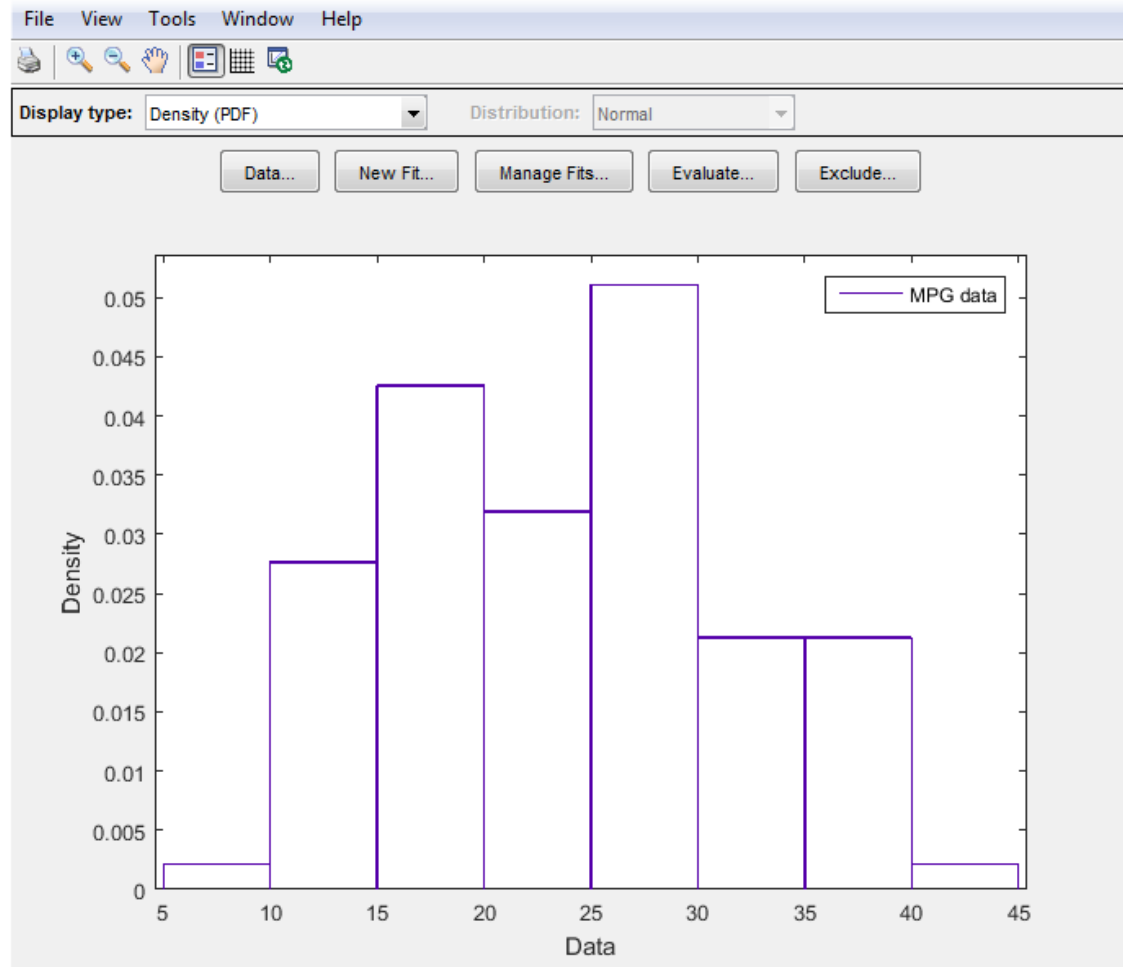 File View Tools Window Help
Display type: Density (PDF) Distribution: Normal
Data... New Fit... Manage Fits... Evaluate... Exclude...
MPG data
0.05
0.045
0.04
0.035
0.03
0.025
0.02
0.015
0.01
0.005
0
Density
5 10 15 20 25 30 35 40 45
Data